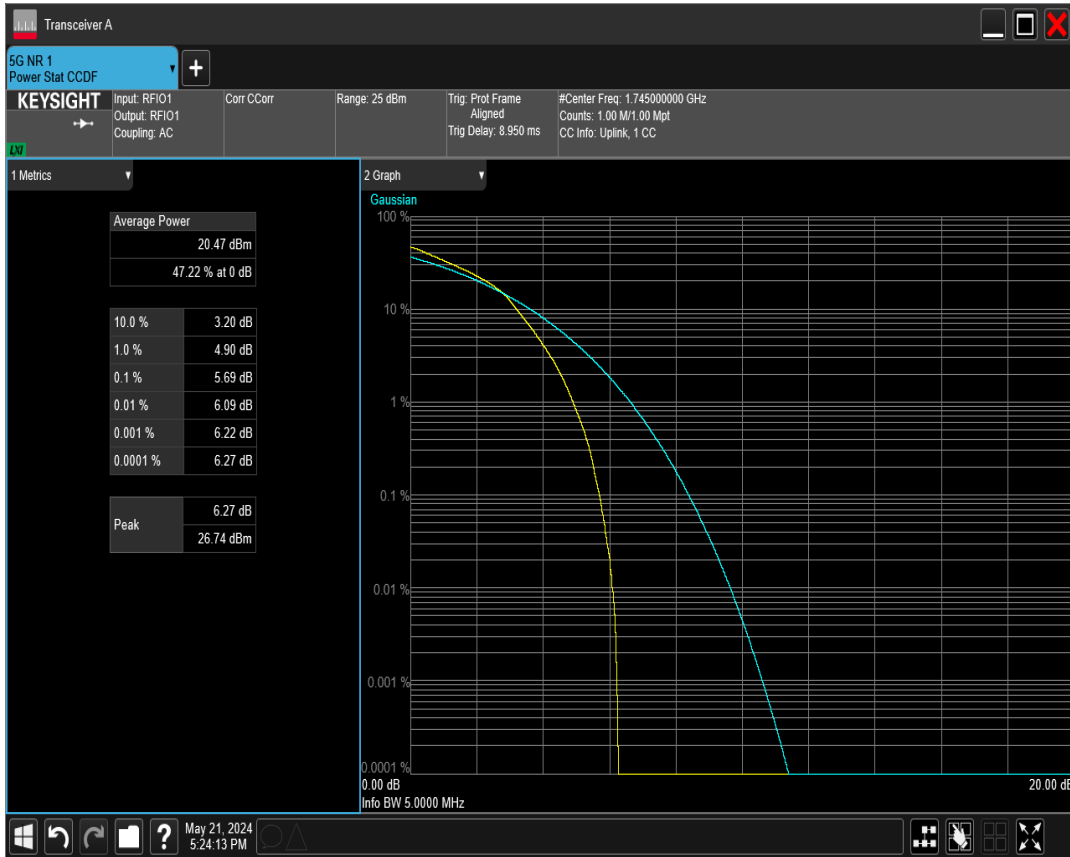 Transceiver A
5G NR 1
Power Stat CCDF
+
KEYSIGHT
LXI
Input: RFIO1
Output: RFIO1
Coupling: AC
Corr CCorr
Range: 25 dBm
Trig: Prot Frame
Aligned
Trig Delay: 8.950 ms
#Center Freq: 1.745000000 GHz
Counts: 1.00 M/1.00 Mpt
CC Info: Uplink, 1 CC
1 Metrics
Average Power
20.47 dBm
47.22 % at 0 dB
10.0 % 3.20 dB
1.0 % 4.90 dB
0.1 % 5.69 dB
0.01 % 6.09 dB
0.001 % 6.22 dB
0.0001 % 6.27 dB
Peak
6.27 dB
26.74 dBm
2 Graph
Gaussian
100 %
10 %
1 %
0.1 %
0.01 %
0.001 %
0.0001 %
0.00 dB 20.00 dB
Info BW 5.0000 MHz
?
May 21, 2024
5:24:13 PM